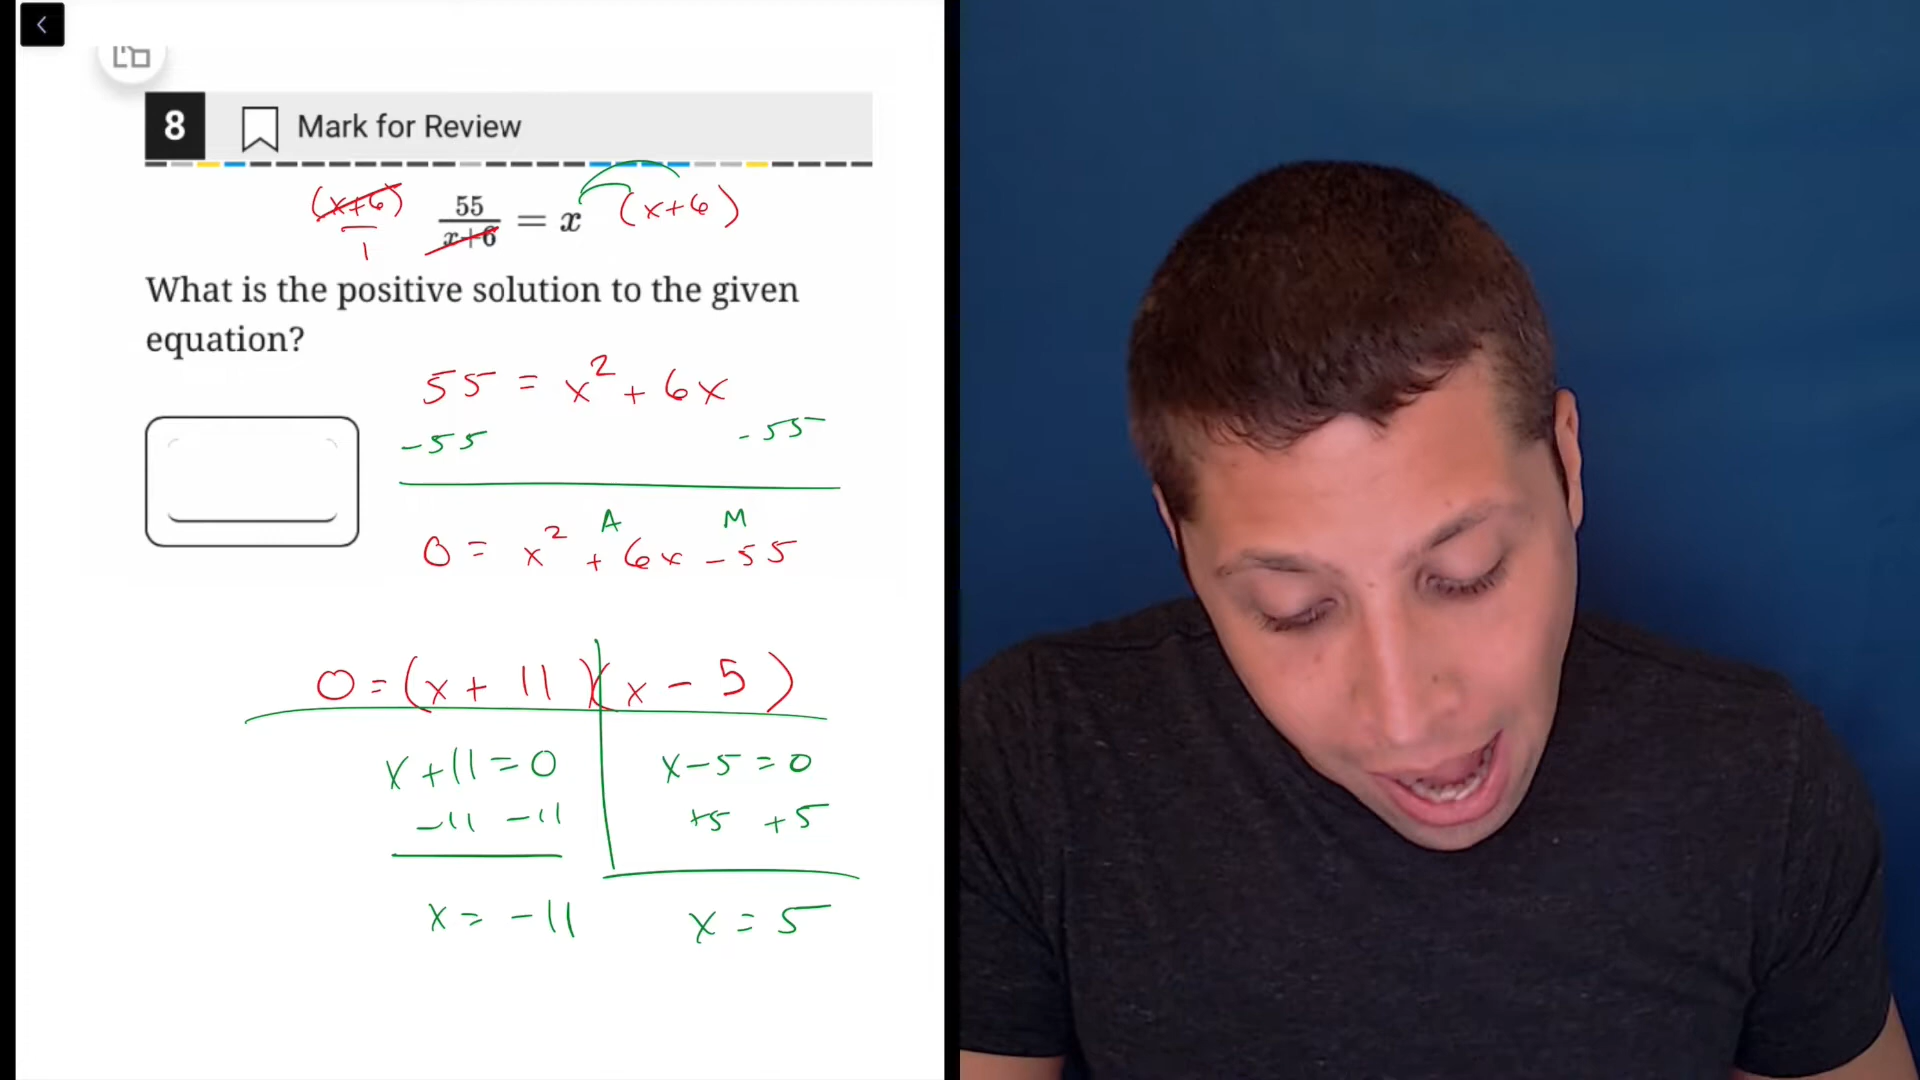 8 Mark for Review
(x+6)/1 55/(x+6) = x (x+6)
What is the positive solution to the given
equation?
55 = x² + 6x
-55 -55
A M
0 = x² + 6x - 55
0 = (x + 11)(x - 5)
x + 11 = 0 x - 5 = 0
-11 -11 +5 +5
x = -11 x = 5